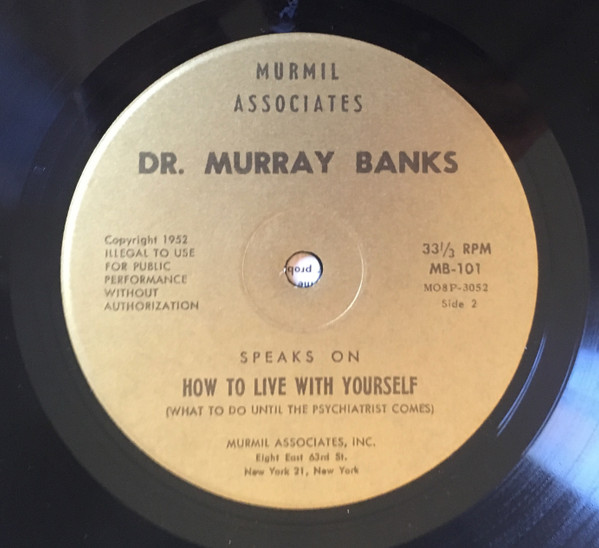 MURMIL
ASSOCIATES
DR. MURRAY BANKS
Copyright 1952
ILLEGAL TO USE
FOR PUBLIC
PERFORMANCE
WITHOUT
AUTHORIZATION
33⅓ RPM
MB-101
MO8P-3052
Side 2
SPEAKS ON
HOW TO LIVE WITH YOURSELF
(WHAT TO DO UNTIL THE PSYCHIATRIST COMES)
MURMIL ASSOCIATES, INC.
Eight East 63rd St.
New York 21, New York